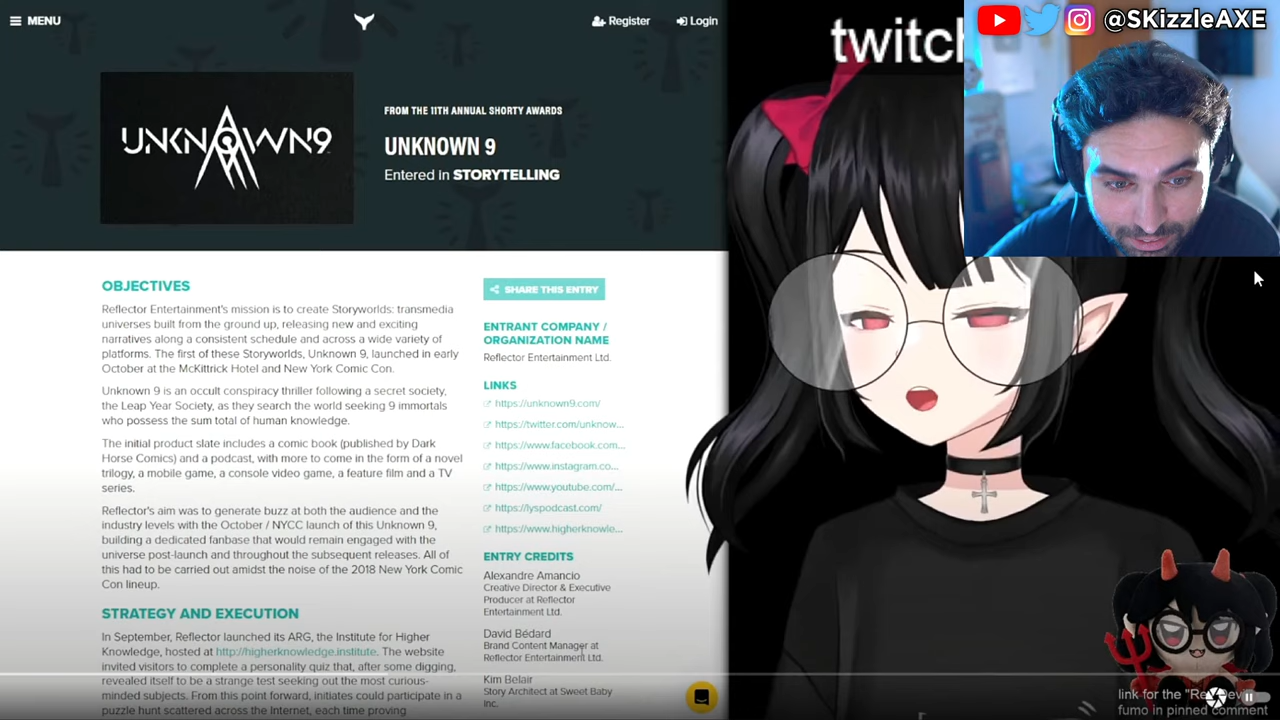 MENU
Register
Login
twitch
@SKizzleAXE
UNKNOWN9
FROM THE 11TH ANNUAL SHORTY AWARDS
UNKNOWN 9
Entered in STORYTELLING
OBJECTIVES
Reflector Entertainment's mission is to create Storyworlds: transmedia
universes built from the ground up, releasing new and exciting
narratives along a consistent schedule and across a wide variety of
platforms. The first of these Storyworlds, Unknown 9, launched in early
October at the McKittrick Hotel and New York Comic Con.
Unknown 9 is an occult conspiracy thriller following a secret society,
the Leap Year Society, as they search the world seeking 9 immortals
who possess the sum total of human knowledge.
The initial product slate includes a comic book (published by Dark
Horse Comics) and a podcast, with more to come in the form of a novel
trilogy, a mobile game, a console video game, a feature film and a TV
series.
Reflector's aim was to generate buzz at both the audience and the
industry levels with the October / NYCC launch of this Unknown 9,
building a dedicated fanbase that would remain engaged with the
universe post-launch and throughout the subsequent releases. All of
this had to be carried out amidst the noise of the 2018 New York Comic
Con lineup.
STRATEGY AND EXECUTION
In September, Reflector launched its ARG, the Institute for Higher
Knowledge, hosted at http://higherknowledge.institute. The website
invited visitors to complete a personality quiz that, after some digging,
revealed itself to be a strange test seeking out the most curious-
minded subjects. From this point forward, initiates could participate in a
puzzle hunt scattered across the Internet, each time proving
SHARE THIS ENTRY
ENTRANT COMPANY /
ORGANIZATION NAME
Reflector Entertainment Ltd.
LINKS
https://unknown9.com/
https://twitter.com/unknow...
https://www.facebook.com...
https://www.instagram.co...
https://www.youtube.com/...
https://lyspodcast.com/
https://www.higherknowle...
ENTRY CREDITS
Alexandre Amancio
Creative Director & Executive
Producer at Reflector
Entertainment Ltd.
David Bédard
Brand Content Manager at
Reflector Entertainment Ltd.
Kim Belair
Story Architect at Sweet Baby
Inc.
link for the "Re
fumo in pinned comment